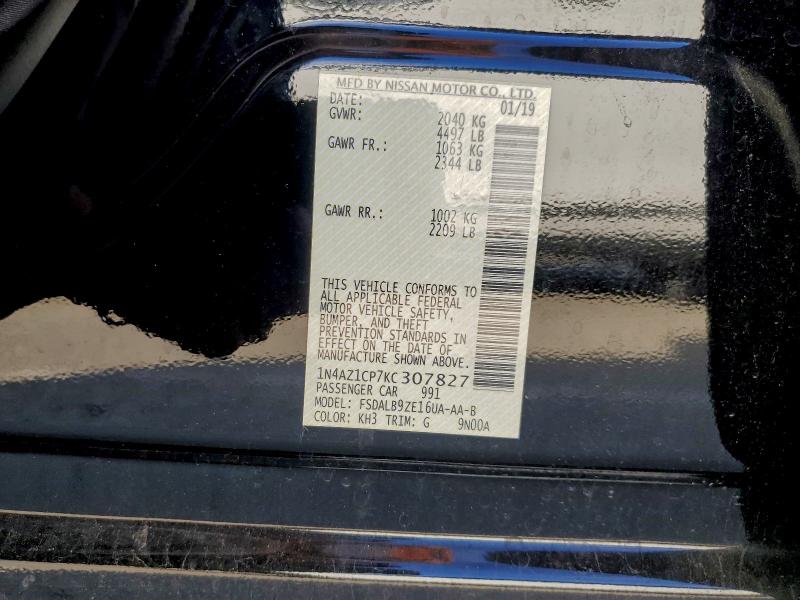 MFD BY NISSAN MOTOR CO., LTD.
DATE: 01/19
GVWR: 2040 KG
4497 LB
GAWR FR.: 1063 KG
2344 LB
GAWR RR.: 1002 KG
2209 LB
THIS VEHICLE CONFORMS TO
ALL APPLICABLE FEDERAL
MOTOR VEHICLE SAFETY,
BUMPER, AND THEFT
PREVENTION STANDARDS IN
EFFECT ON THE DATE OF
MANUFACTURE SHOWN ABOVE.
1N4AZ1CP7KC307827
PASSENGER CAR 991
MODEL: FSDALB9ZE16UA-AA-B
COLOR: KH3 TRIM: G 9N00A